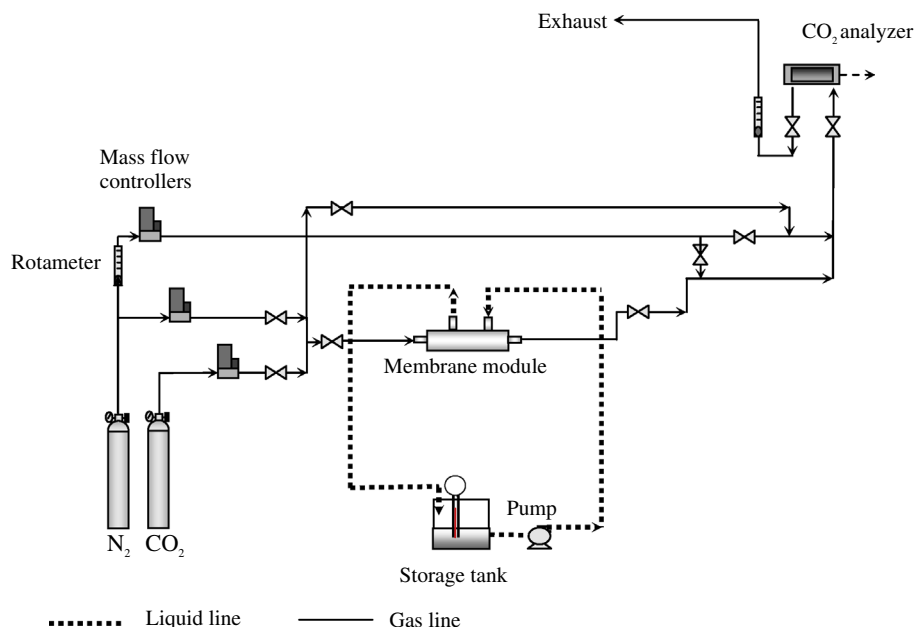 Exhaust
CO2 analyzer
Mass flow
controllers
Rotameter
Membrane module
Pump
N2
CO2
Storage tank
Liquid line
Gas line